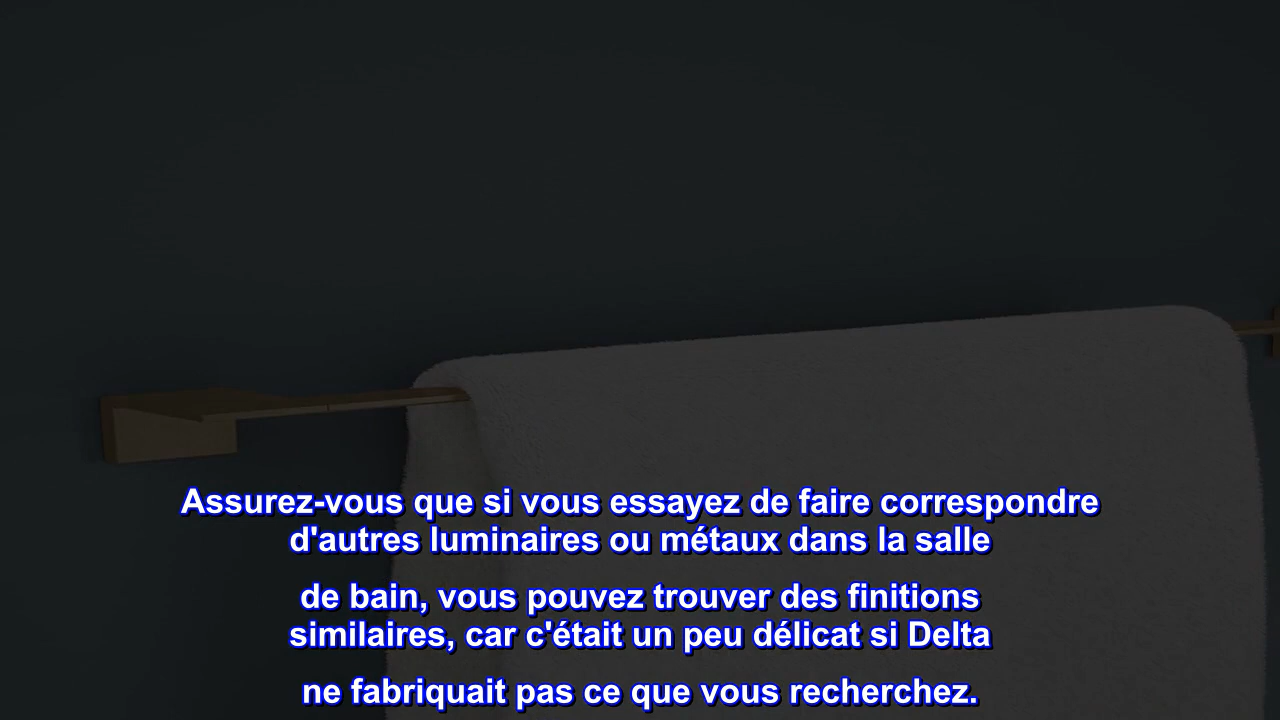 Assurez-vous que si vous essayez de faire correspondre
d'autres luminaires ou métaux dans la salle
de bain, vous pouvez trouver des finitions
similaires, car c'était un peu délicat si Delta
ne fabriquait pas ce que vous recherchez.